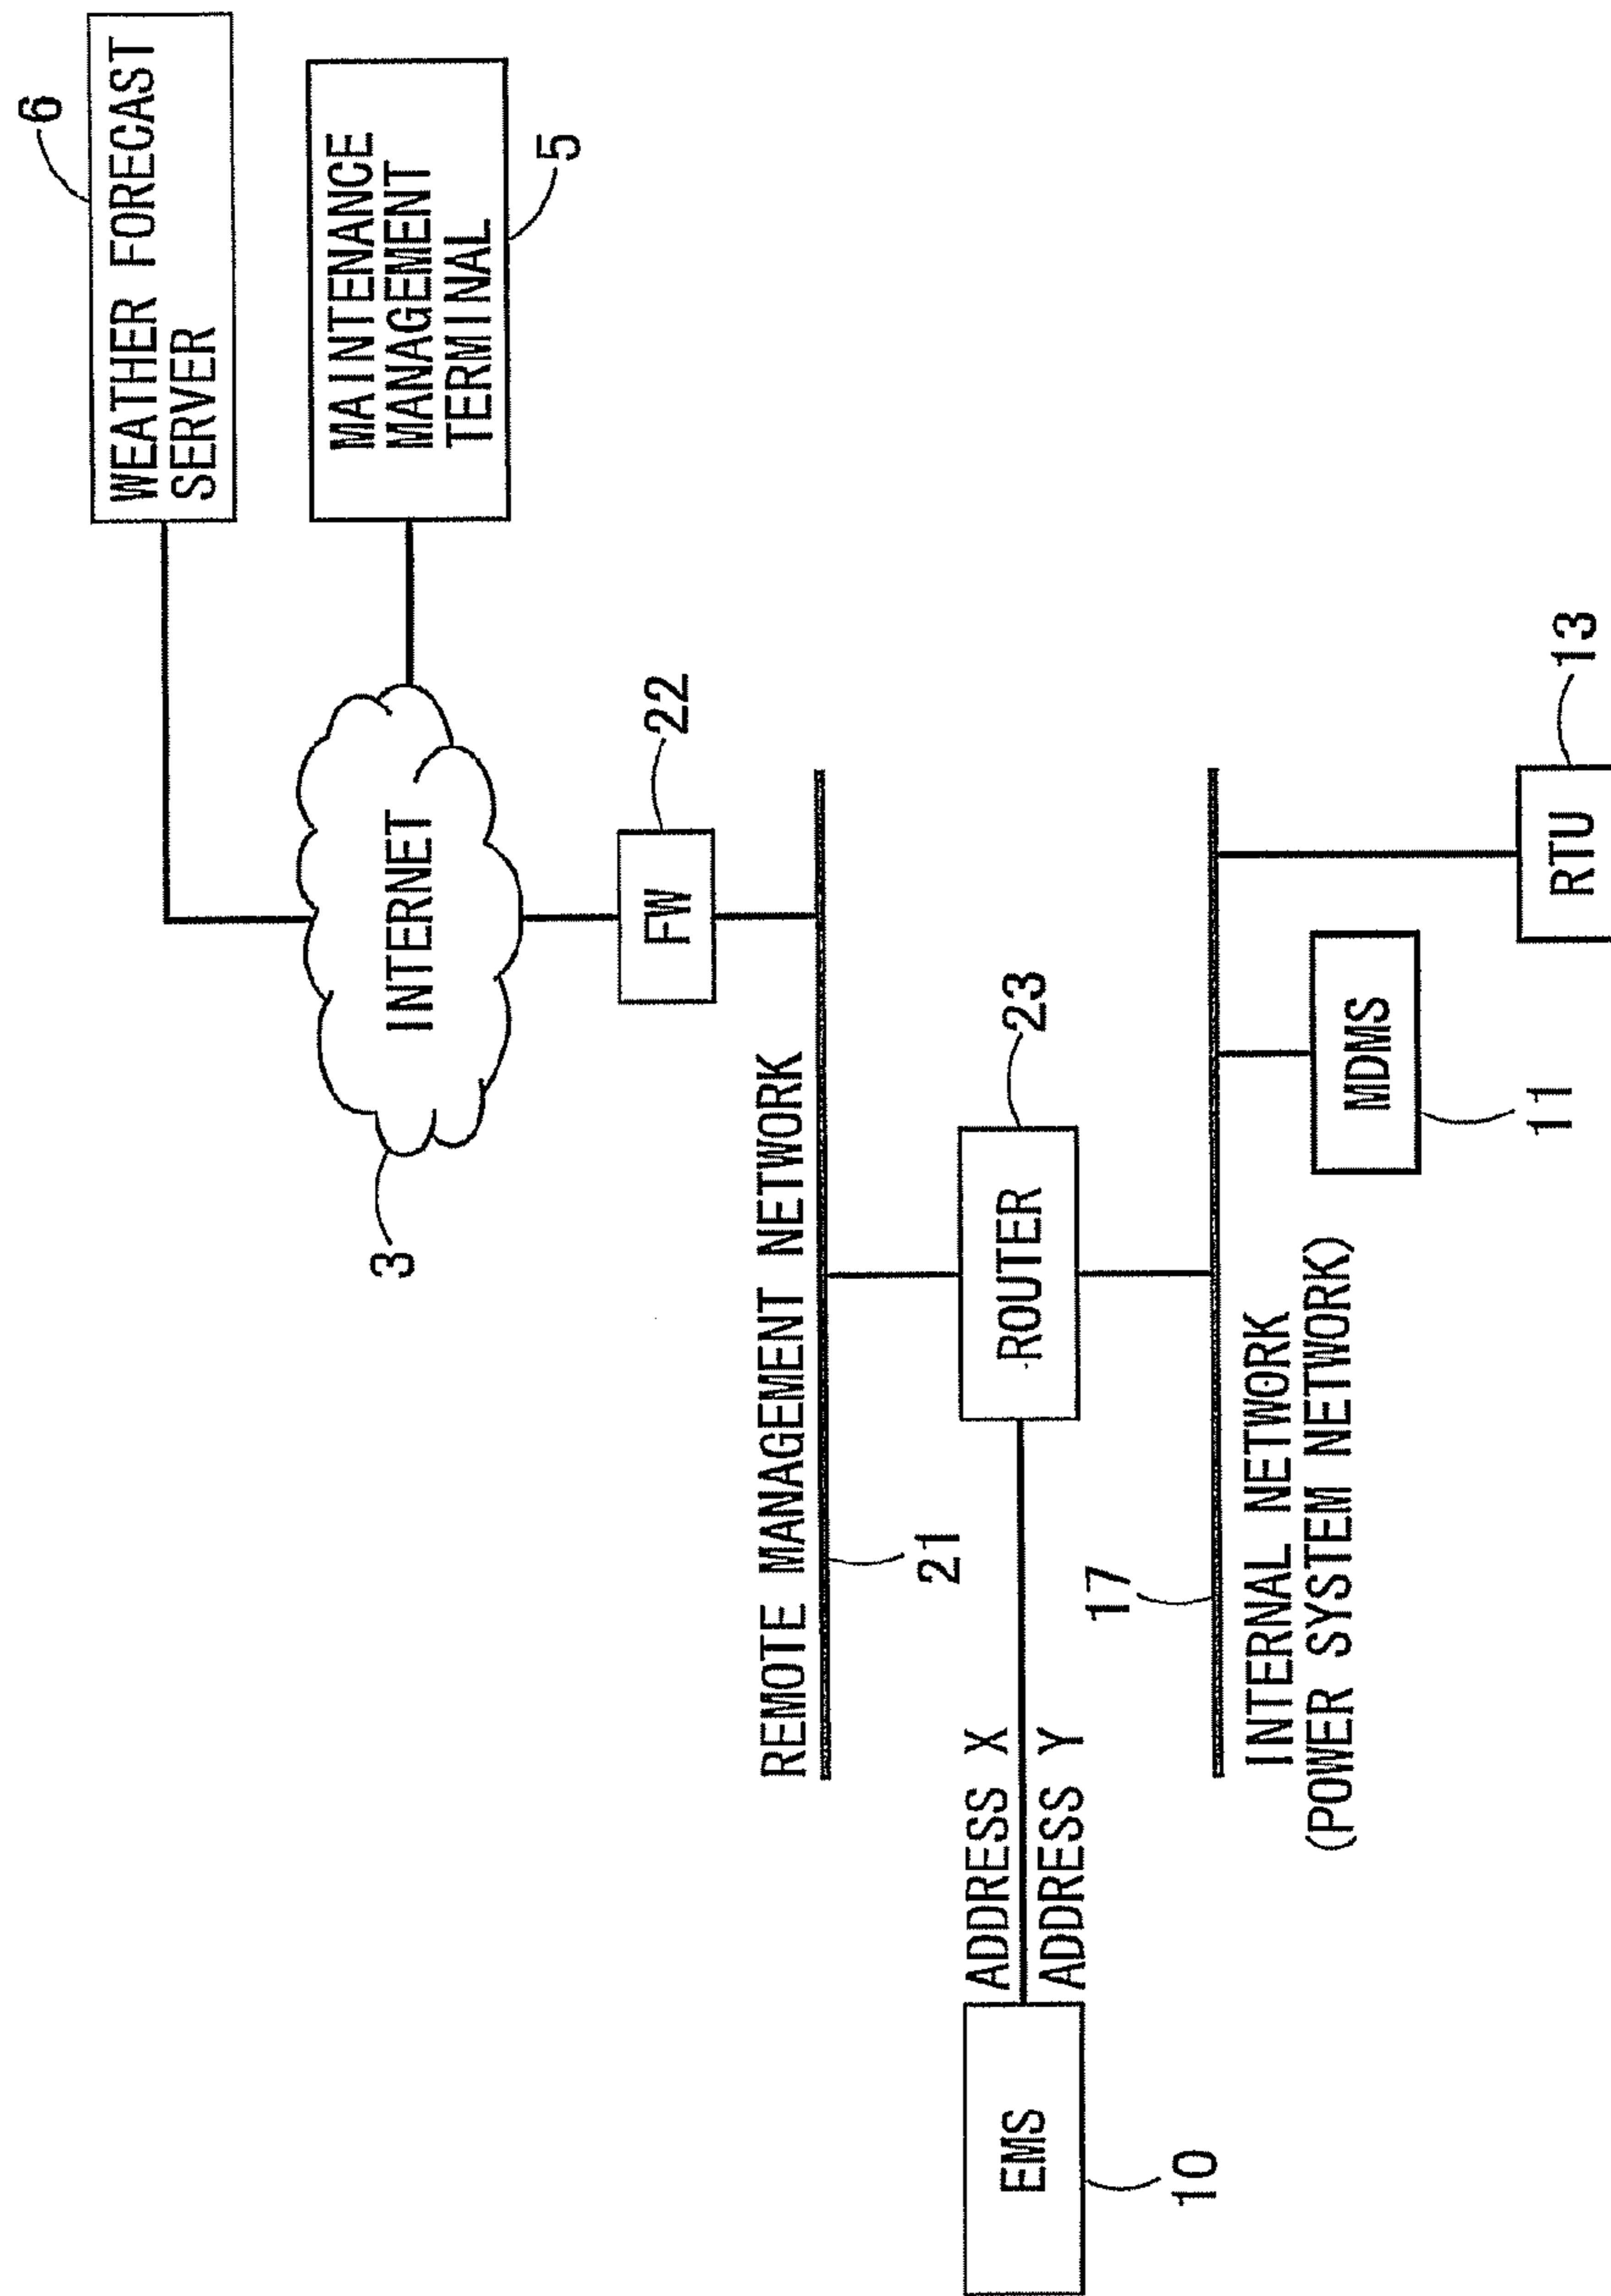 6
WEATHER FORECAST
SERVER
MAINTENANCE
MANAGEMENT
TERMINAL
5
INTERNET
3
22
FW
REMOTE MANAGEMENT NETWORK
21
23
ROUTER
ADDRESS X
ADDRESS Y
EMS
10
17
INTERNAL NETWORK
(POWER SYSTEM NETWORK)
MDMS
11
13
RTU